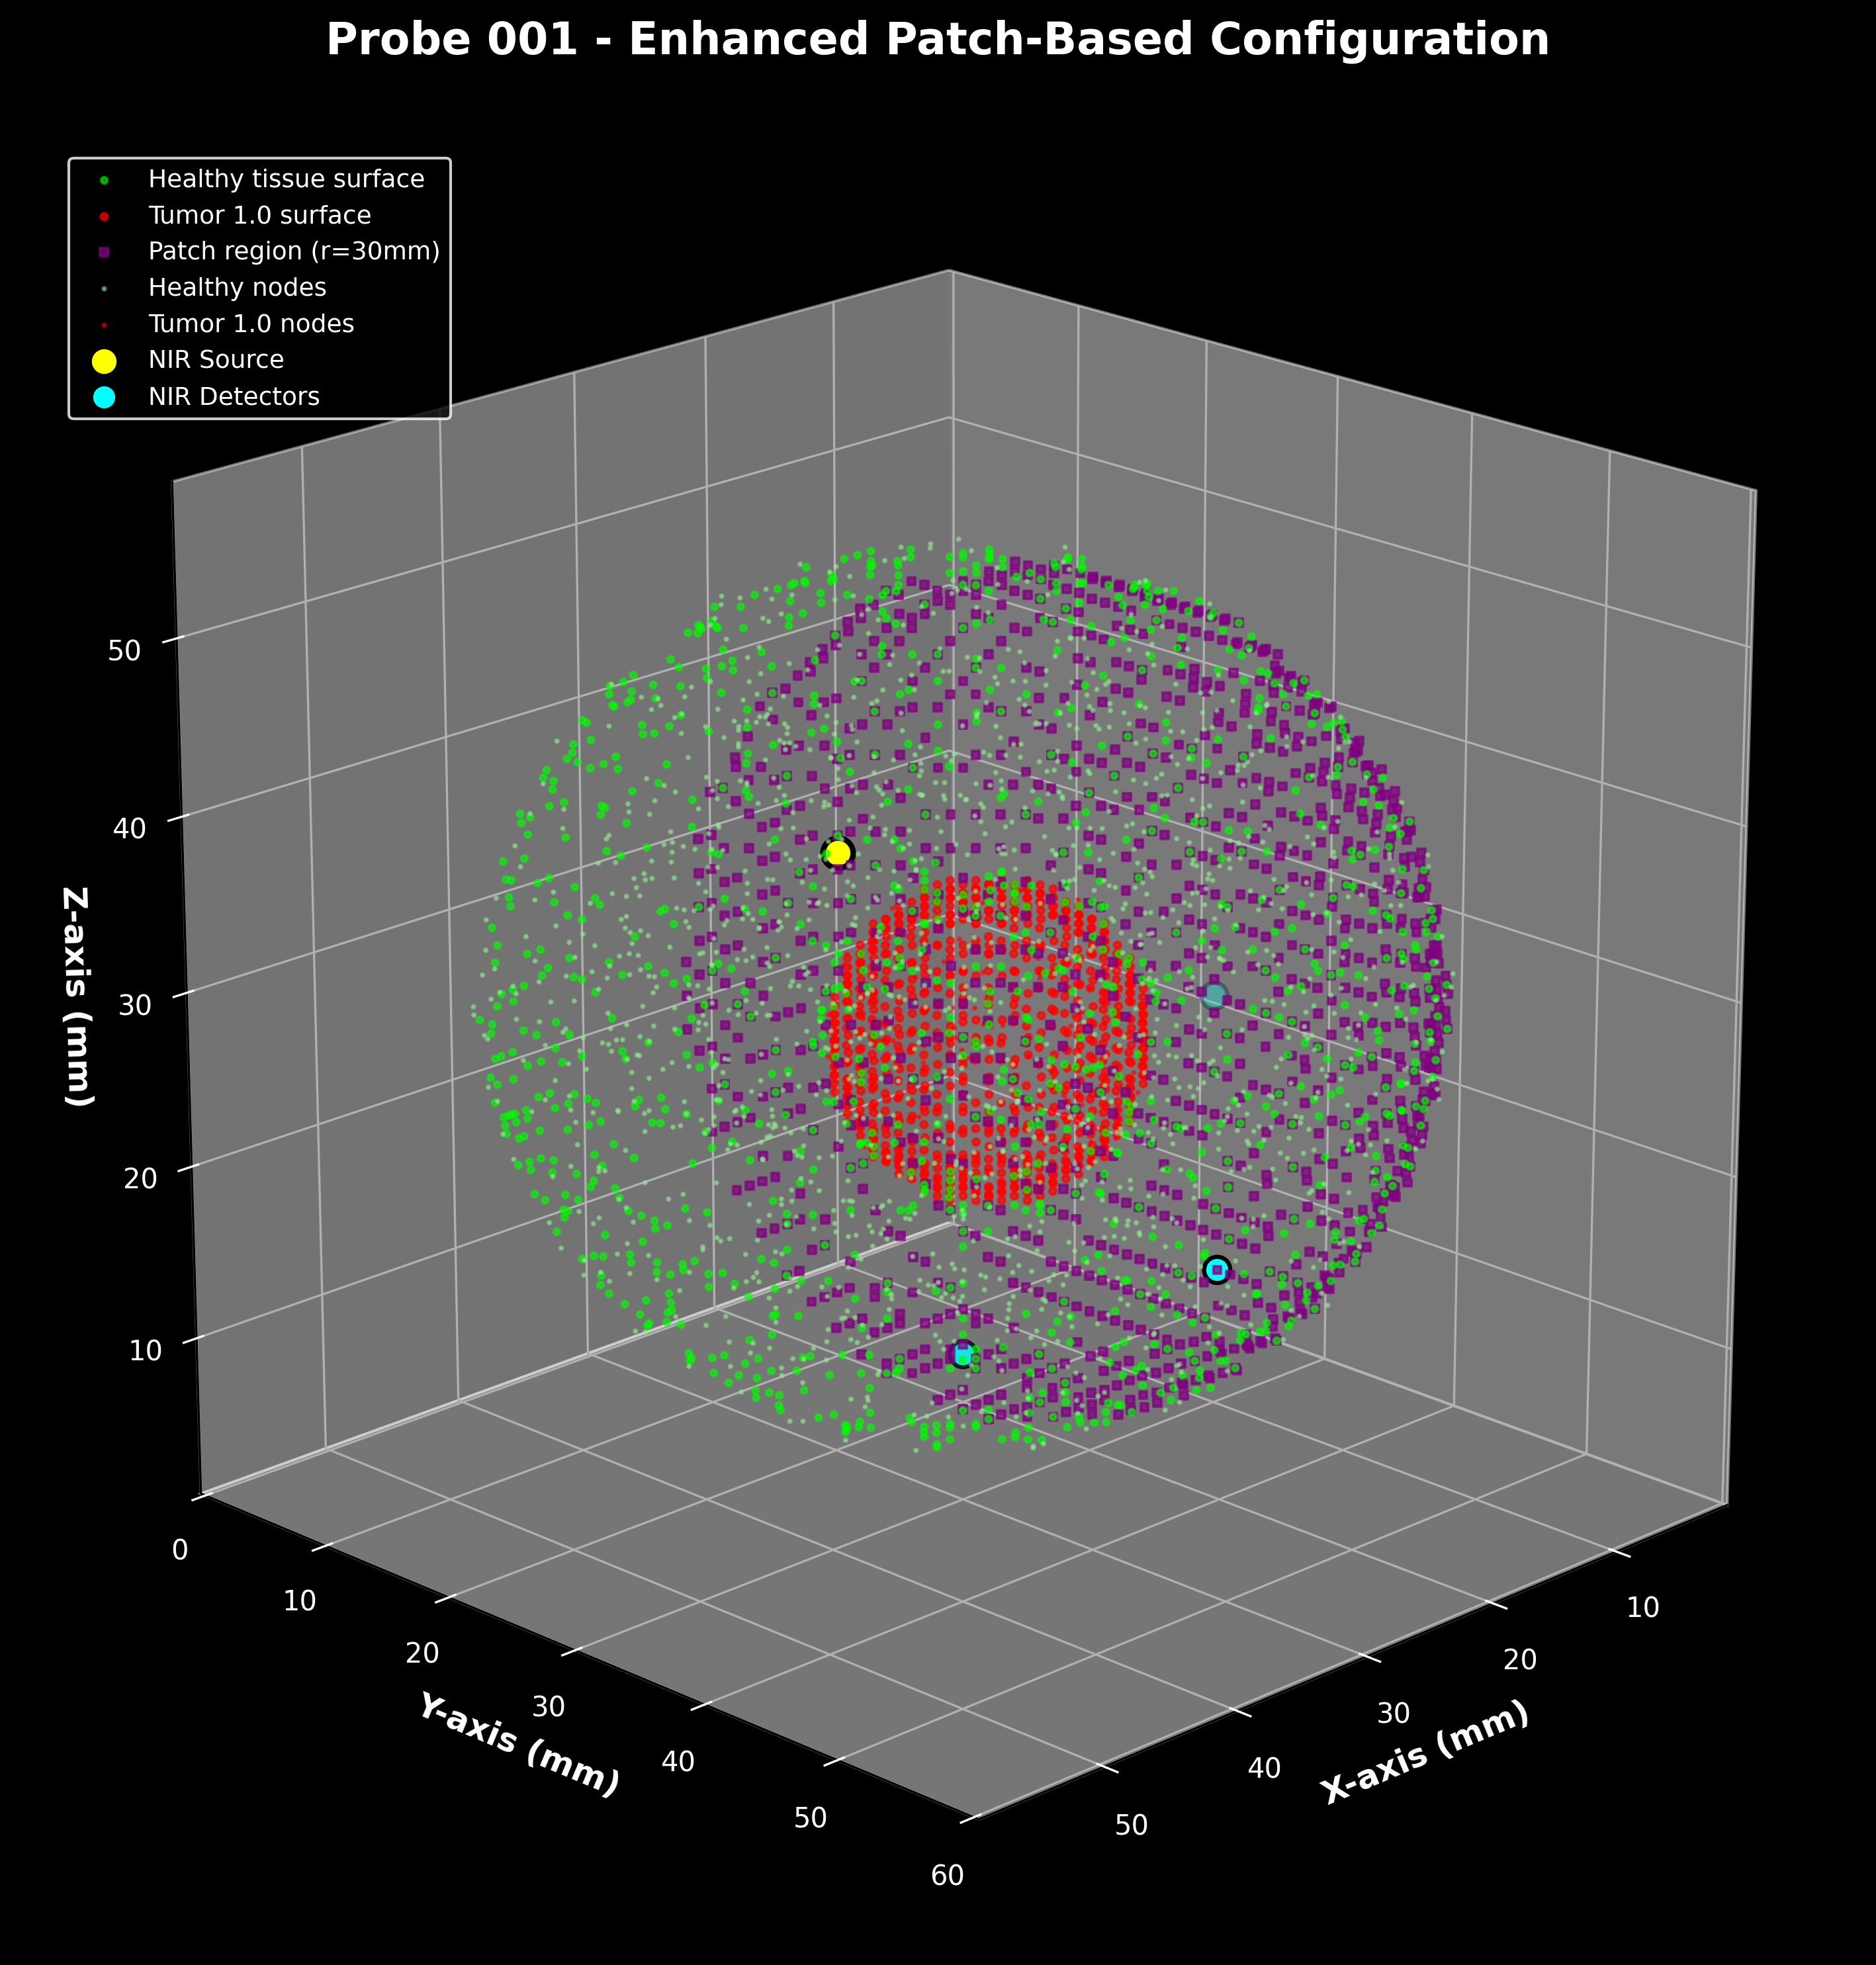 Probe 001 - Enhanced Patch-Based Configuration
Healthy tissue surface
Tumor 1.0 surface
Patch region (r=30mm)
Healthy nodes
Tumor 1.0 nodes
NIR Source
NIR Detectors
50
40
30
20
10
Z-axis (mm)
0
10
20
30
40
50
60
Y-axis (mm)
10
20
30
40
50
X-axis (mm)